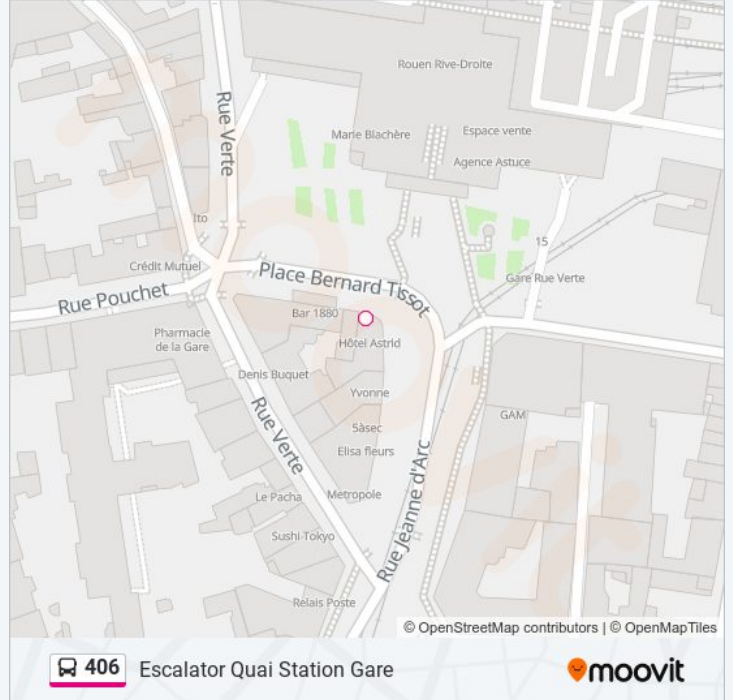 Rouen Rive-Droite
Rue Verte
Marie Blachère
Espace vente
Agence Astuce
Ito
15
Crédit Mutuel
Place Bernard Tissot
Gare Rue Verte
Rue Pouchet
Bar 1880
Pharmacie
de la Gare
Hôtel Astrid
Denis Buquet
Yvonne
Rue Verte
GAM
5àsec
Elisa fleurs
Rue Jeanne d'Arc
Le Pacha
Metropole
Sushi-Tokyo
Relais Poste
© OpenStreetMap contributors | © OpenMapTiles
406 Escalator Quai Station Gare
moovit